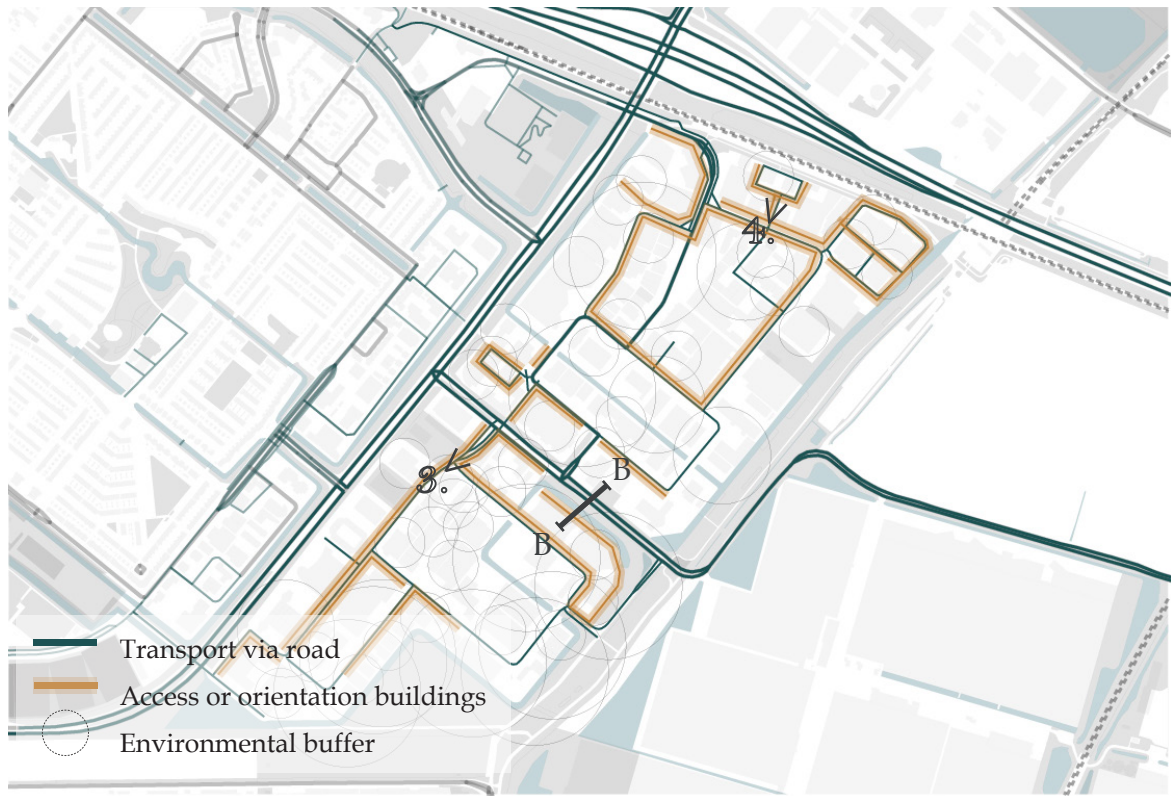 4.
B
3.
B
Transport via road
Access or orientation buildings
Environmental buffer